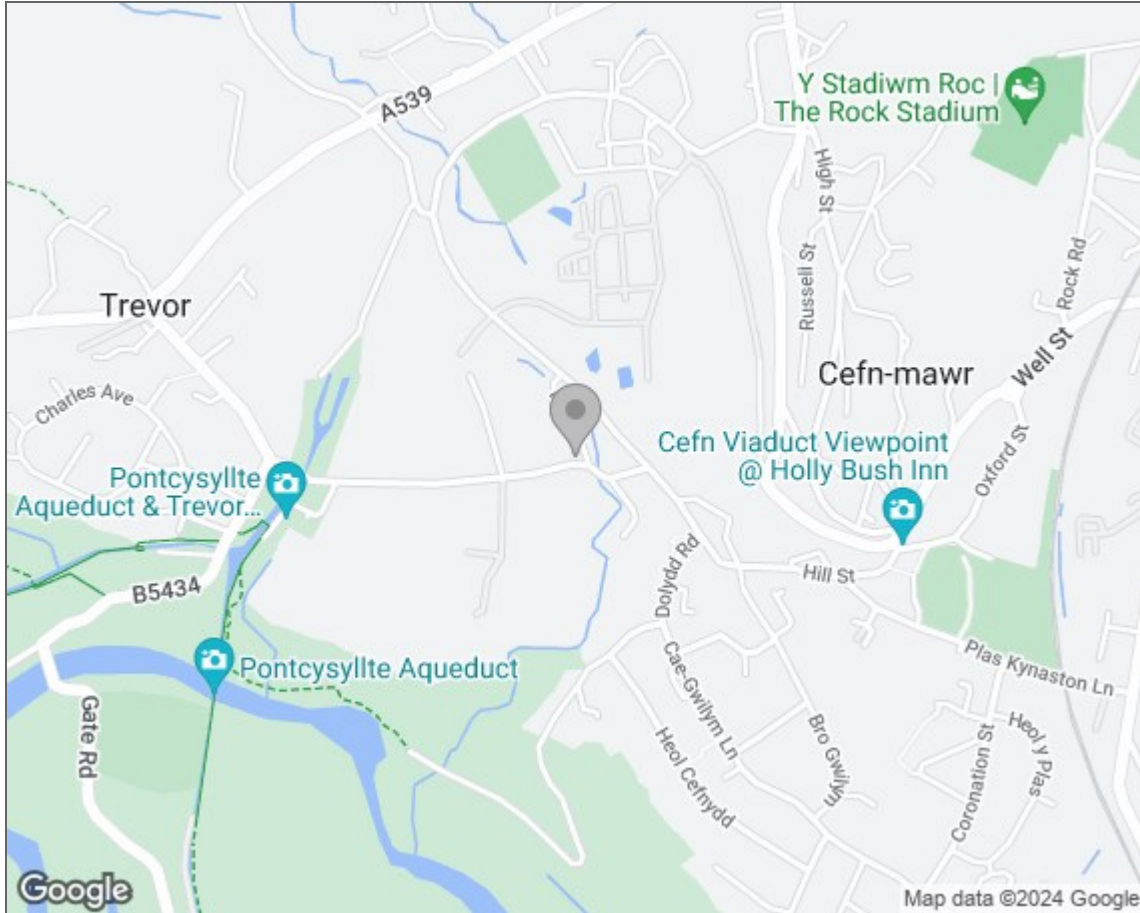 A539
Y Stadiwm Roc |
The Rock Stadium
High St
Russell St
Rock Rd
Trevor
Well St
Cefn-mawr
Charles Ave
Oxford St
Cefn Viaduct Viewpoint
@ Holly Bush Inn
Pontcysyllte
Aqueduct & Trevor...
B5434
Dolydd Rd
Hill St
Pontcysyllte Aqueduct
Plas Kynaston Ln
Cae-Gwilym Ln
Gate Rd
Heol Cefnydd
Bro Gwilym
Coronation St
Heol y Plas
Google
Map data ©2024 Google